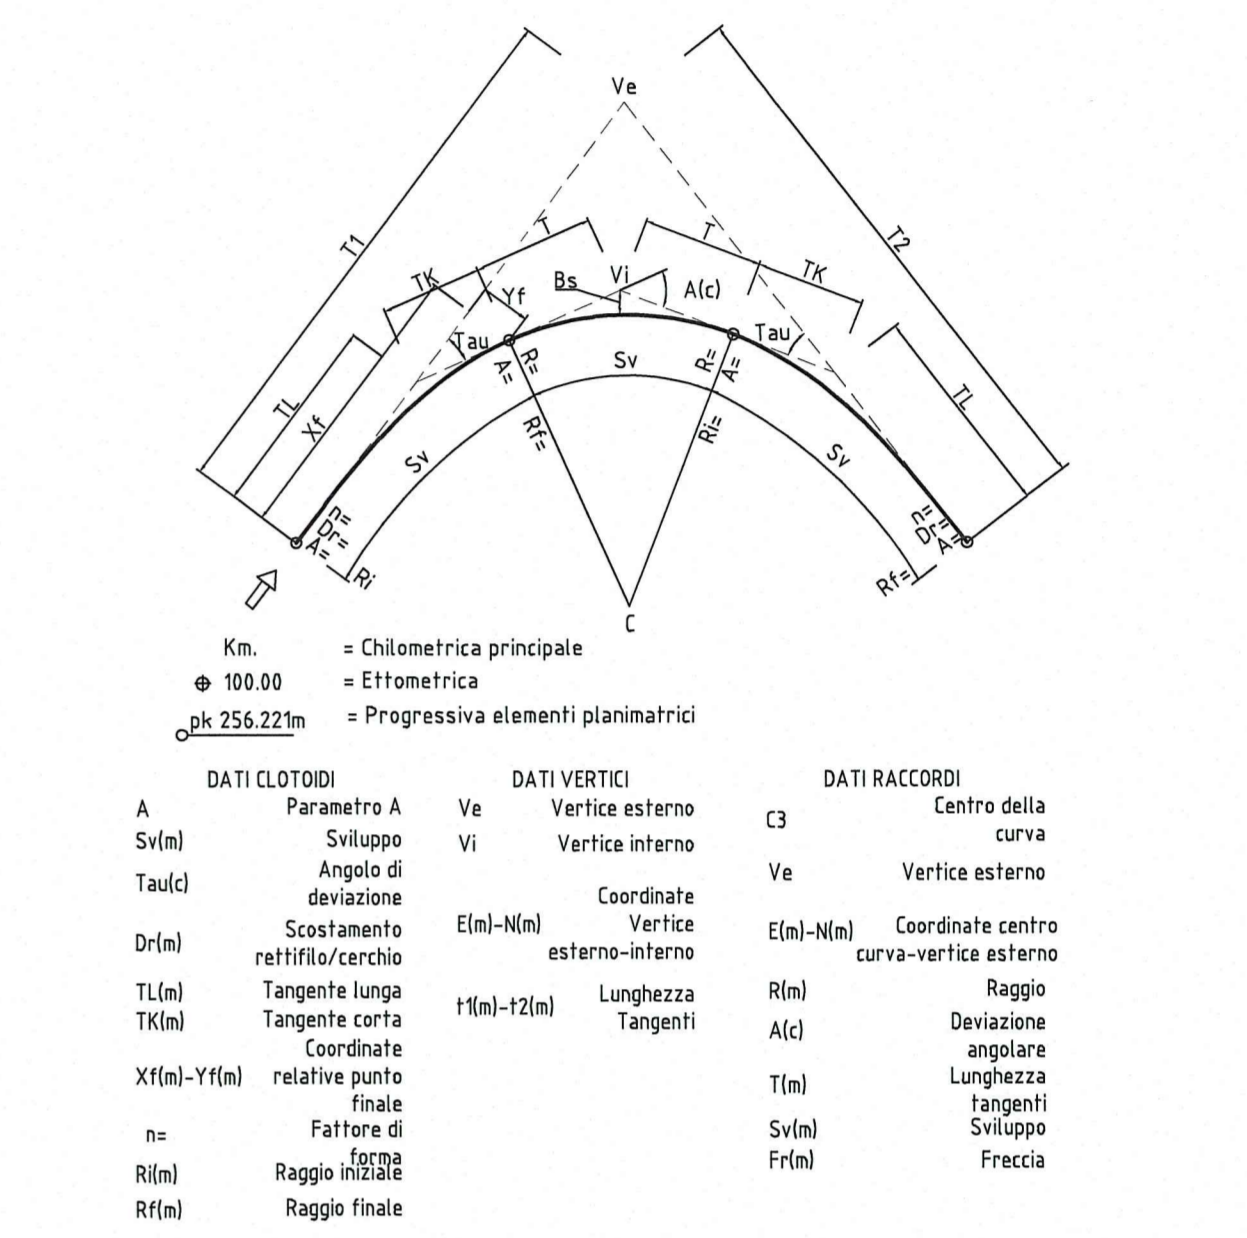 Ve
T1
T2
T
T
TK
TK
Yf
Bs
Vi
A(c)
Tau
Tau
R=
A=
R=
A=
Sv
TL
Xf
TL
Rf=
Ri=
Sv
Sv
n=
Dr=
A=
n=
Dr=
A=
Ri
Rf=
C
Km. = Chilometrica principale
100.00 = Ettometrica
pk 256.221m = Progressiva elementi planimatrici
DATI CLOTOIDI
A Parametro A
Sv(m) Sviluppo
Tau(c) Angolo di
deviazione
Dr(m) Scostamento
rettifilo/cerchio
TL(m) Tangente lunga
TK(m) Tangente corta
Coordinate
Xf(m)-Yf(m) relative punto
finale
n= Fattore di
forma
Ri(m) Raggio iniziale
Rf(m) Raggio finale
DATI VERTICI
Ve Vertice esterno
Vi Vertice interno
Coordinate
E(m)-N(m) Vertice
esterno-interno
t1(m)-t2(m) Lunghezza
Tangenti
DATI RACCORDI
C3 Centro della
curva
Ve Vertice esterno
E(m)-N(m) Coordinate centro
curva-vertice esterno
R(m) Raggio
A(c) Deviazione
angolare
T(m) Lunghezza
tangenti
Sv(m) Sviluppo
Fr(m) Freccia